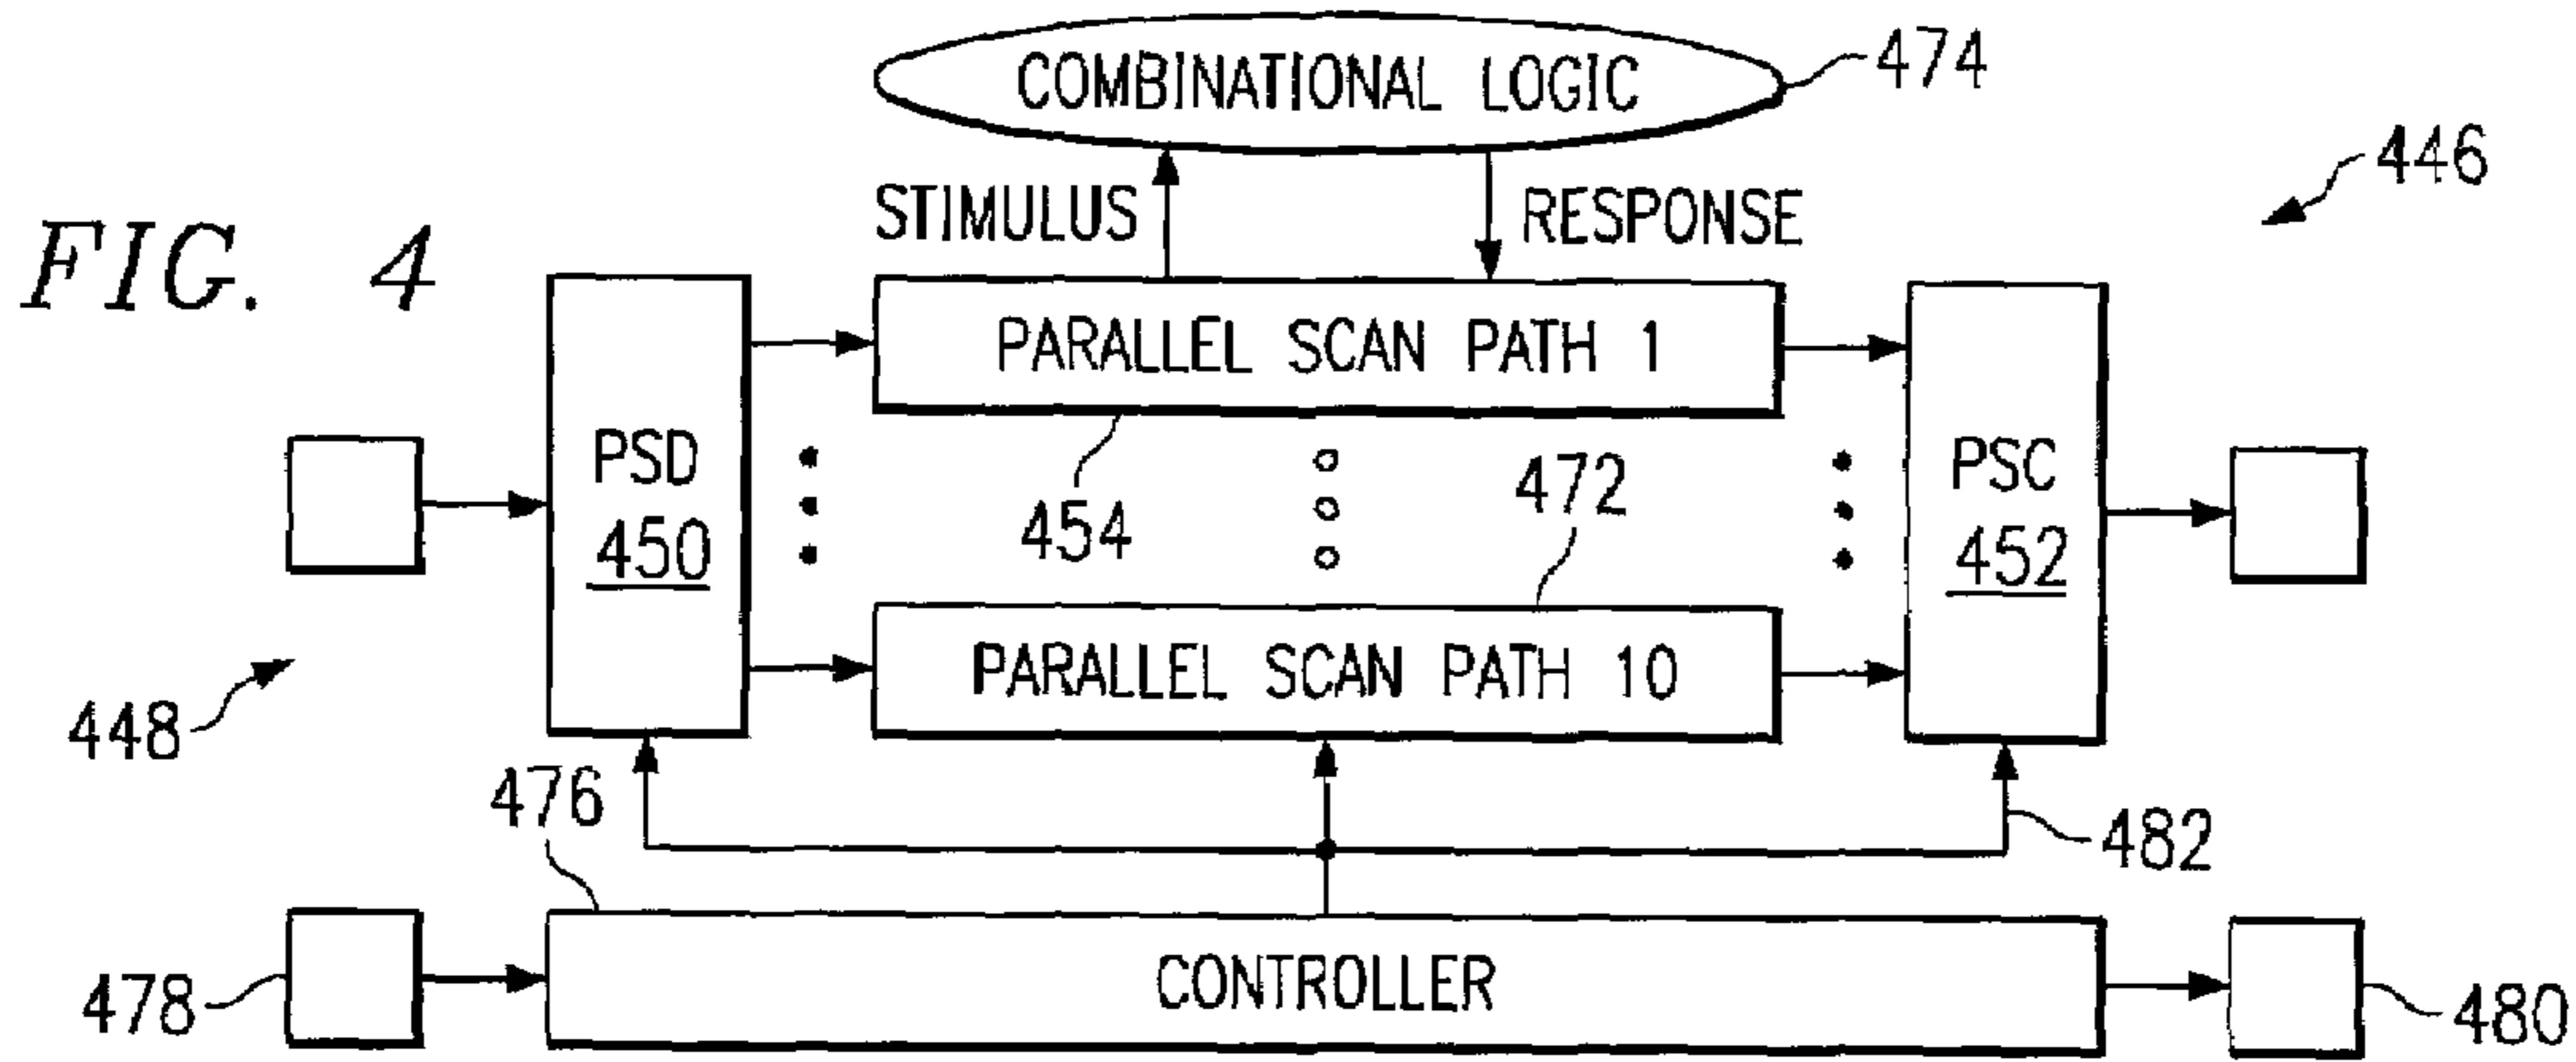 COMBINATIONAL LOGIC
474
446
STIMULUS
RESPONSE
FIG. 4
PARALLEL SCAN PATH 1
PSD
450
PSC
452
454
472
PARALLEL SCAN PATH 10
448
476
482
CONTROLLER
478
480